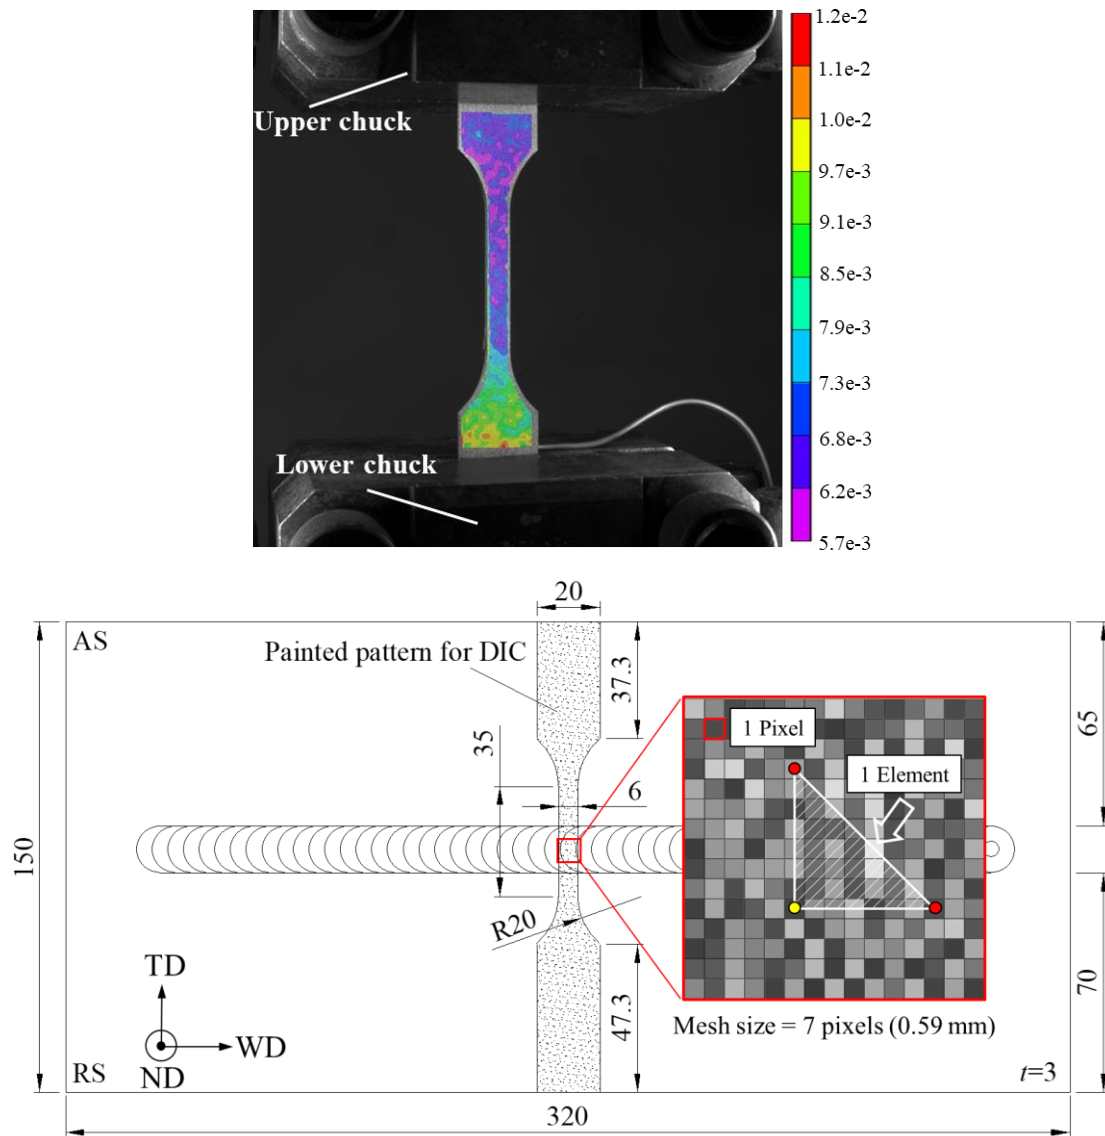 1.2e-2
1.1e-2
1.0e-2
9.7e-3
9.1e-3
8.5e-3
7.9e-3
7.3e-3
6.8e-3
6.2e-3
5.7e-3
Upper chuck
Lower chuck
20
AS
Painted pattern for DIC
37.3
65
35
1 Pixel
1 Element
6
150
R20
TD
WD
ND
RS
47.3
70
Mesh size = 7 pixels (0.59 mm)
t=3
320